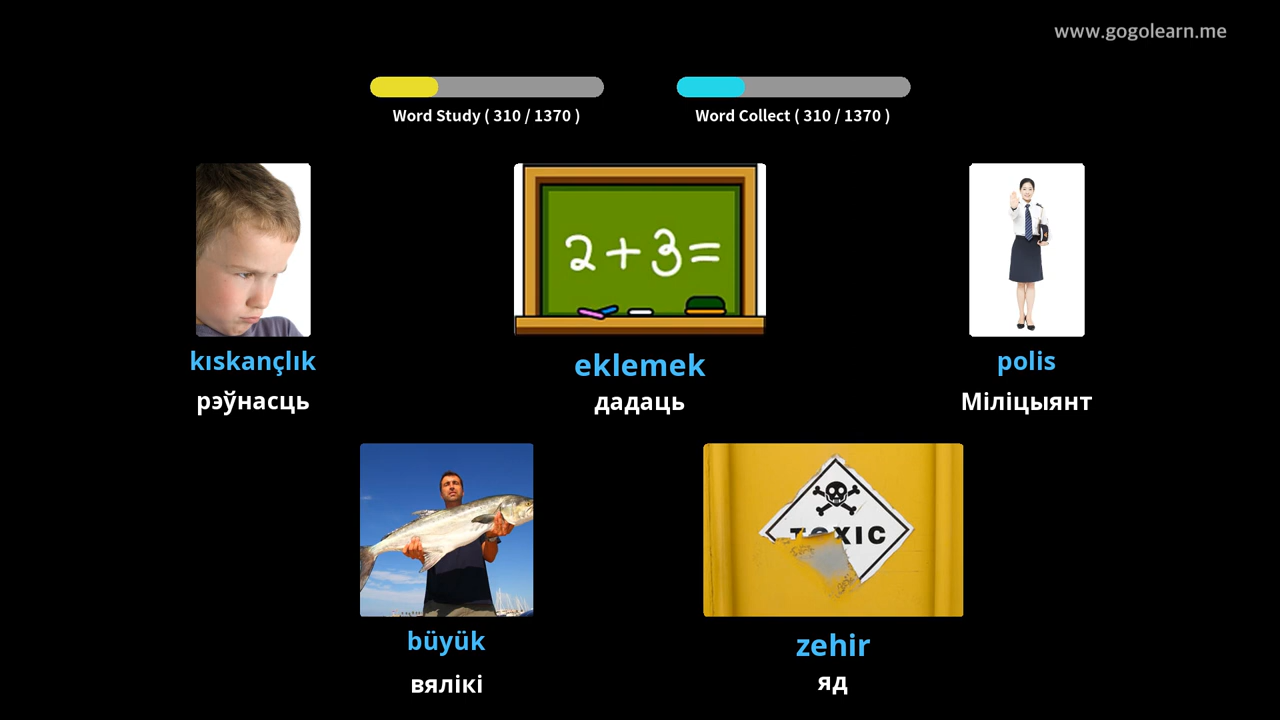 www.gogolearn.me
Word Study ( 310 / 1370 )
Word Collect ( 310 / 1370 )
2+3=
kıskançlık
рэўнасць
eklemek
дадаць
polis
Міліцыянт
TOXIC
büyük
вялікі
zehir
яд